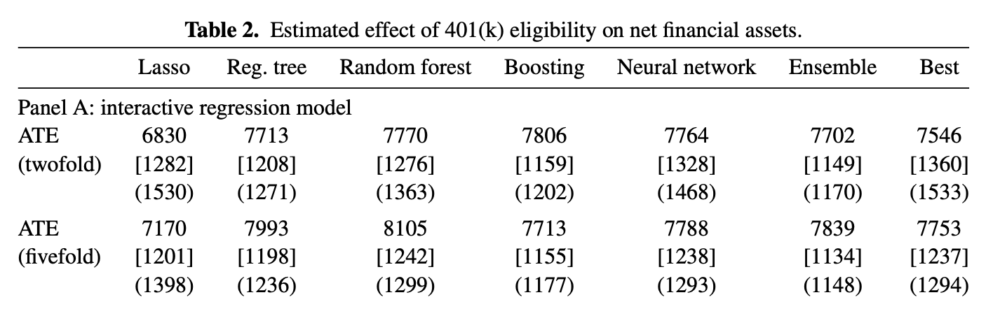 Table 2. Estimated effect of 401(k) eligibility on net financial assets.
Lasso Reg. tree Random forest Boosting Neural network Ensemble Best
Panel A: interactive regression model
ATE 6830 7713 7770 7806 7764 7702 7546
(twofold) [1282] [1208] [1276] [1159] [1328] [1149] [1360]
(1530) (1271) (1363) (1202) (1468) (1170) (1533)
ATE 7170 7993 8105 7713 7788 7839 7753
(fivefold) [1201] [1198] [1242] [1155] [1238] [1134] [1237]
(1398) (1236) (1299) (1177) (1293) (1148) (1294)